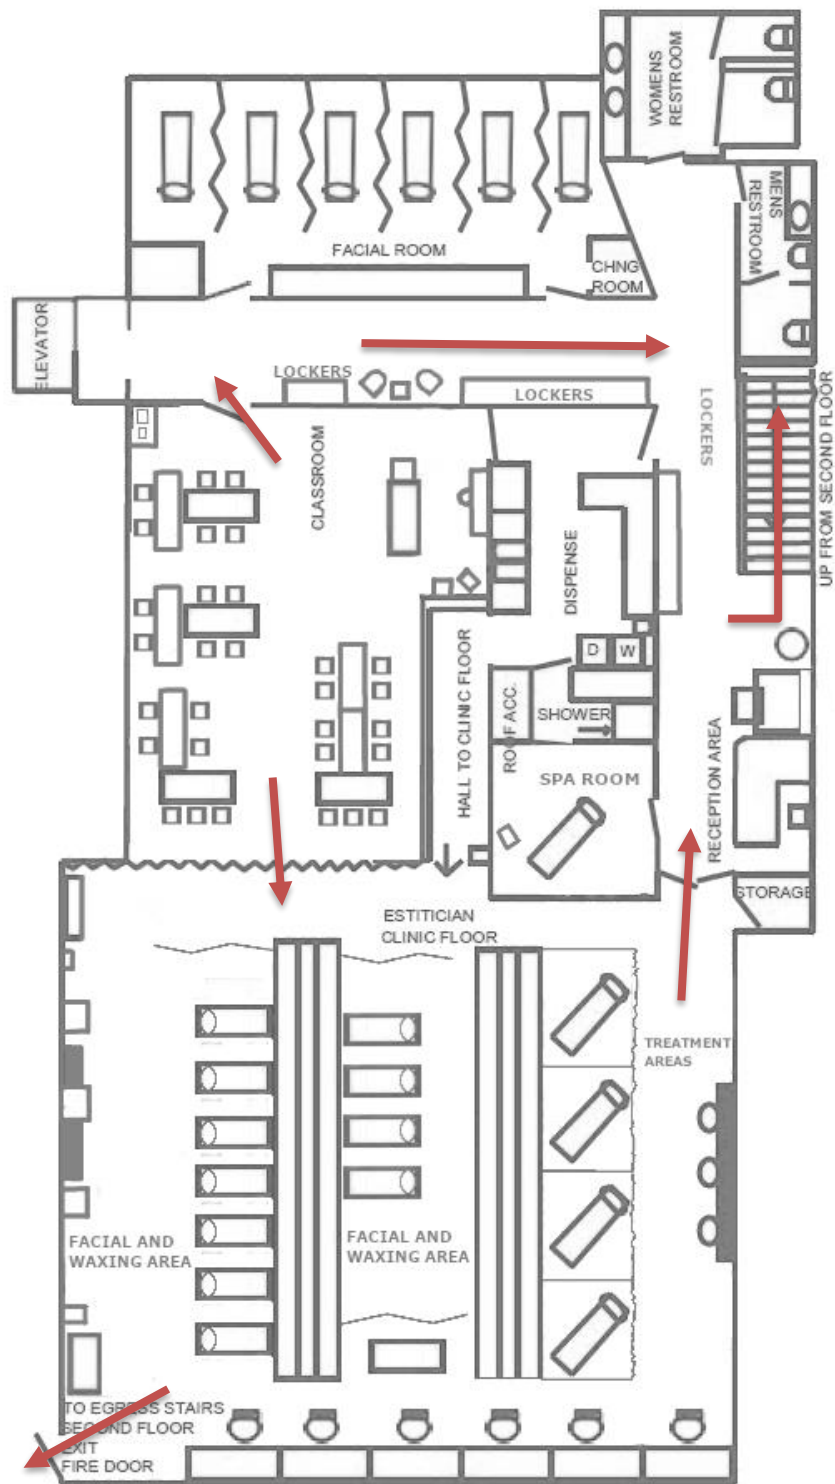 WOMENS
RESTROOM
MENS
RESTROOM
FACIAL ROOM
CHNG
ROOM
ELEVATOR
LOCKERS
LOCKERS
LOCKERS
CLASSROOM
UP FROM SECOND FLOOR
DISPENSE
D W
HALL TO CLINIC FLOOR
ROOF ACC.
SHOWER
SPA ROOM
RECEPTION AREA
STORAGE
ESTITICIAN
CLINIC FLOOR
TREATMENT
AREAS
FACIAL AND
WAXING AREA
FACIAL AND
WAXING AREA
TO EGRESS STAIRS
SECOND FLOOR
EXIT
FIRE DOOR